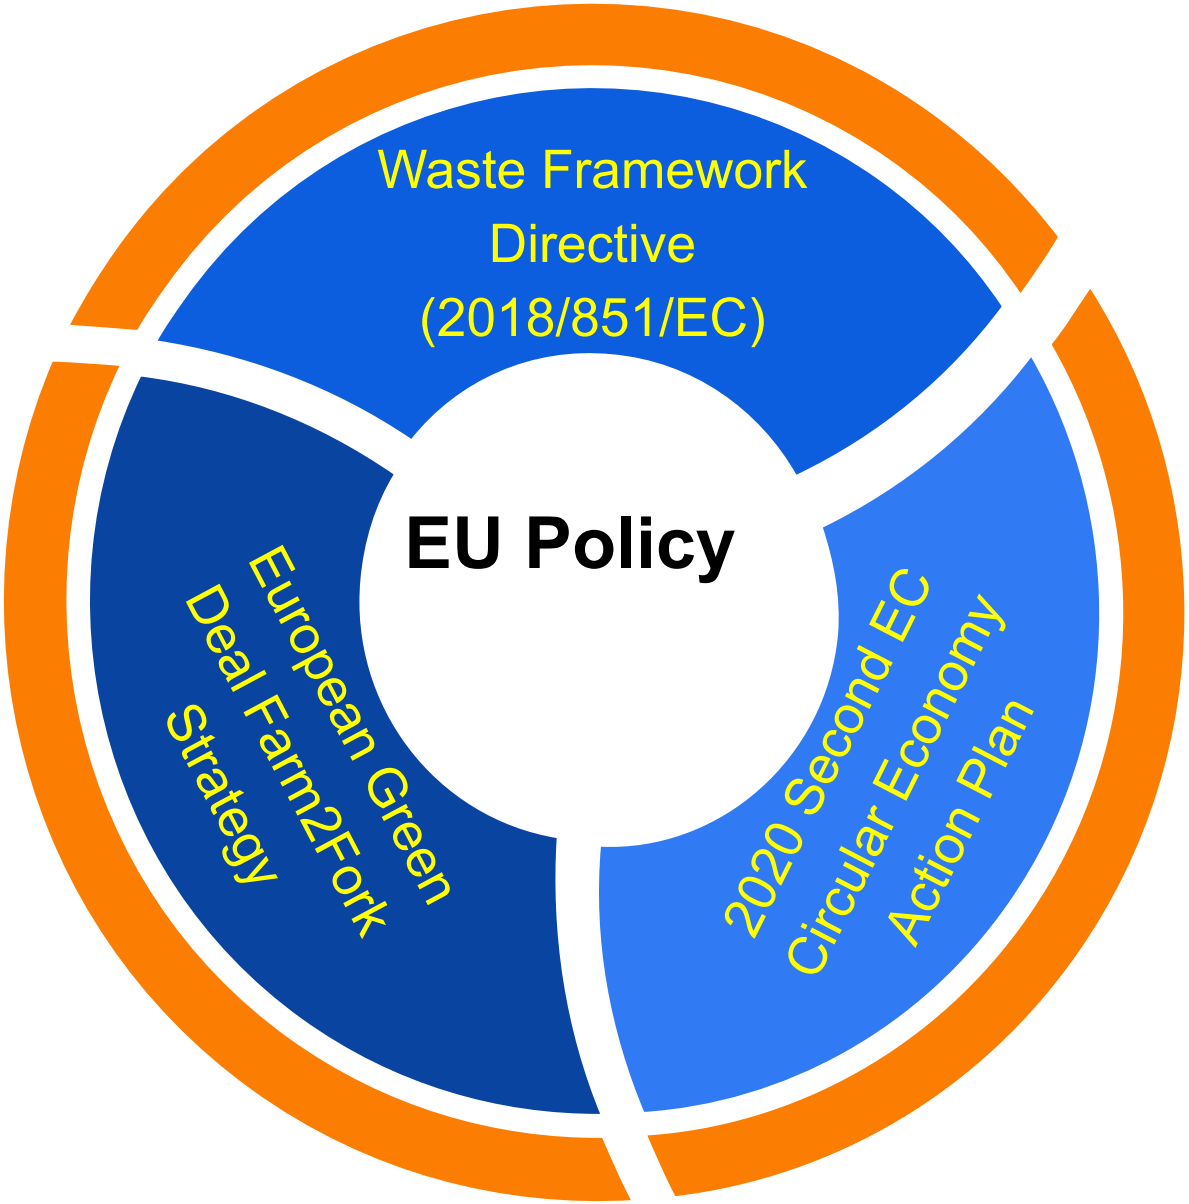 Waste Framework
Directive
(2018/851/EC)
EU Policy
European Green
Deal Farm2Fork
Strategy
2020 Second EC
Circular Economy
Action Plan